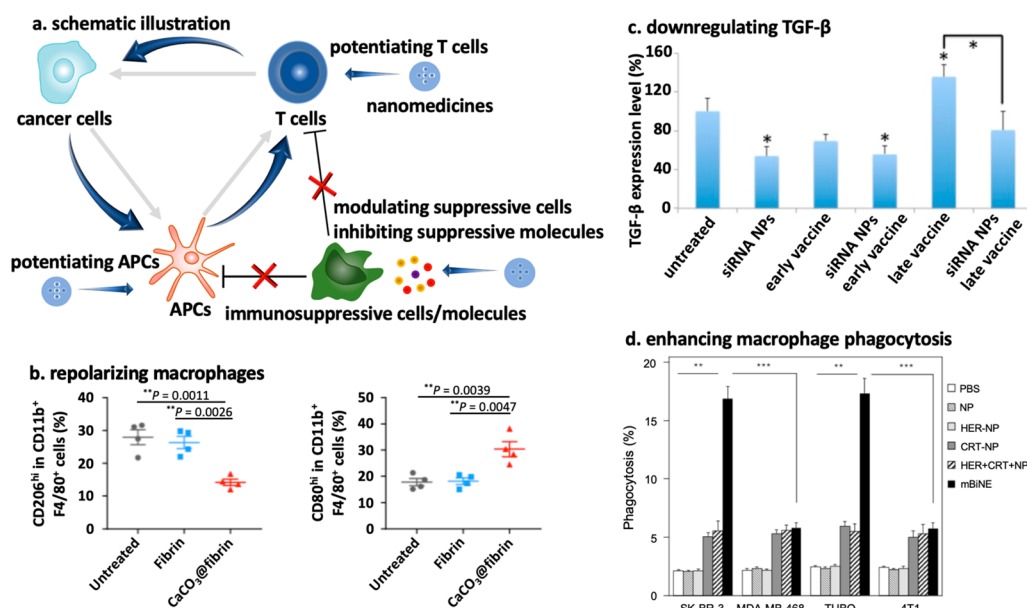 a. schematic illustration
potentiating T cells
nanomedicines
cancer cells
T cells
modulating suppressive cells
inhibiting suppressive molecules
potentiating APCs
APCs
immunosuppressive cells/molecules
b. repolarizing macrophages
CD206hi in CD11b+
F4/80+ cells (%)
40
30
20
10
0
**P = 0.0011
**P = 0.0026
Untreated
Fibrin
CaCO3@fibrin
CD80hi in CD11b+
F4/80+ cells (%)
50
40
30
20
10
0
**P = 0.0039
**P = 0.0047
Untreated
Fibrin
CaCO3@fibrin
c. downregulating TGF-β
TGF-β expression level (%)
160
120
80
40
0
*
*
*
*
untreated
siRNA NPs
early vaccine
siRNA NPs
early vaccine
late vaccine
siRNA NPs
late vaccine
d. enhancing macrophage phagocytosis
Phagocytosis (%)
20
15
10
5
0
**
***
**
***
PBS
NP
HER-NP
CRT-NP
HER+CRT+NP
mBiNE
SK-BR-3
MDA-MB-468
TUBO
4T1